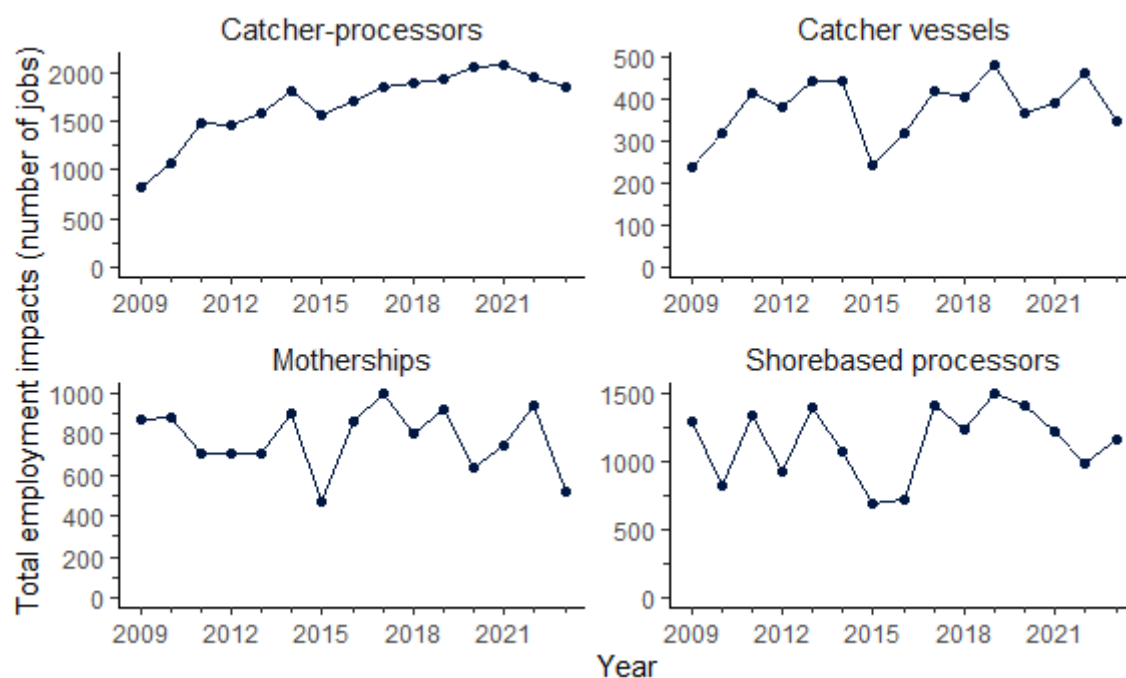 Total employment impacts (number of jobs)
Catcher-processors
2000
1500
1000
500
0
2009 2012 2015 2018 2021
Catcher vessels
500
400
300
200
100
0
2009 2012 2015 2018 2021
Motherships
1000
800
600
400
200
0
2009 2012 2015 2018 2021
Shorebased processors
1500
1000
500
0
2009 2012 2015 2018 2021
Year